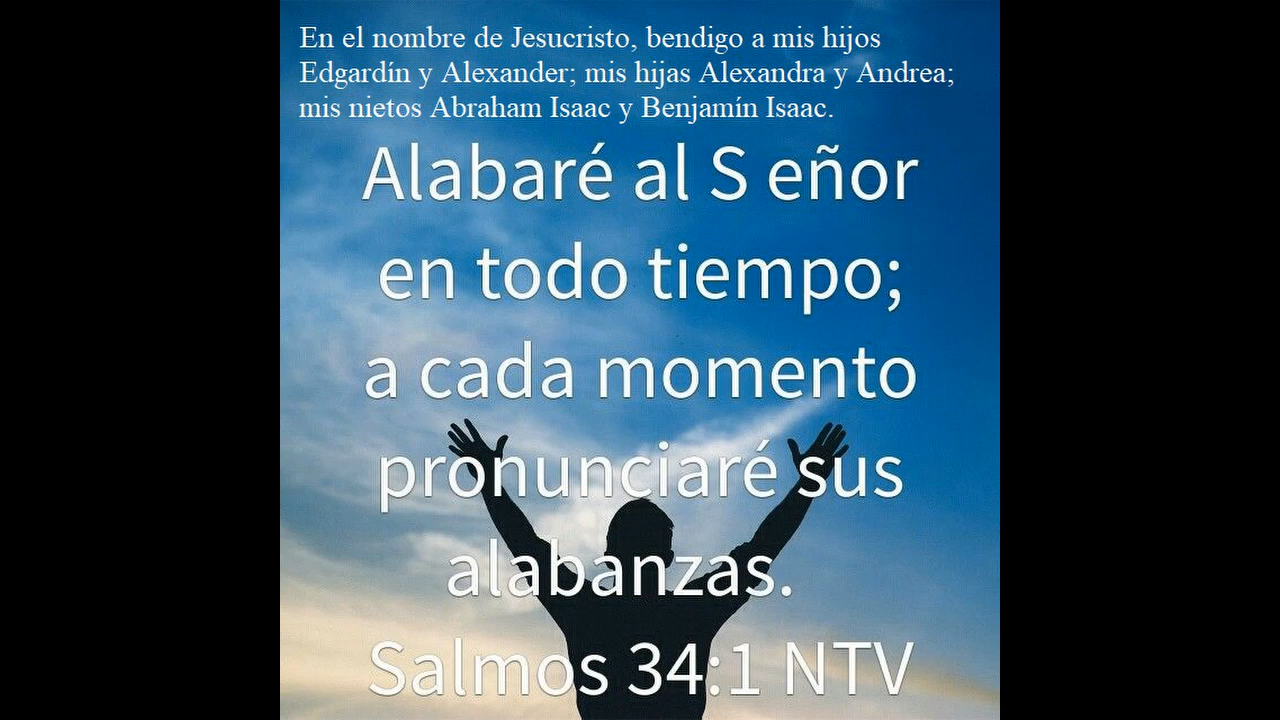 En el nombre de Jesucristo, bendigo a mis hijos
Edgardín y Alexander; mis hijas Alexandra y Andrea;
mis nietos Abraham Isaac y Benjamín Isaac.
Alabaré al S eñor
en todo tiempo;
a cada momento
pronunciaré sus
alabanzas.
Salmos 34:1 NTV